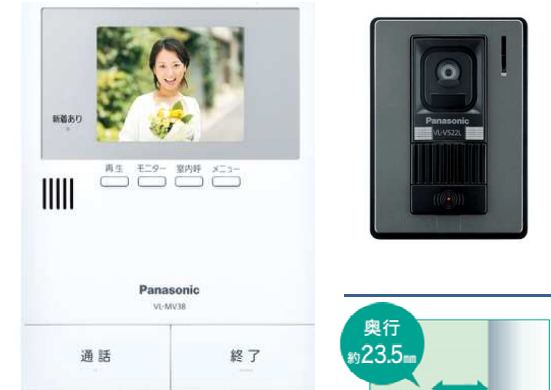 新着あり
再生 モニター 室内呼 メニュー
Panasonic
VL-MV38
通話 終了
Panasonic
VL-V522L
奥行
約23.5mm